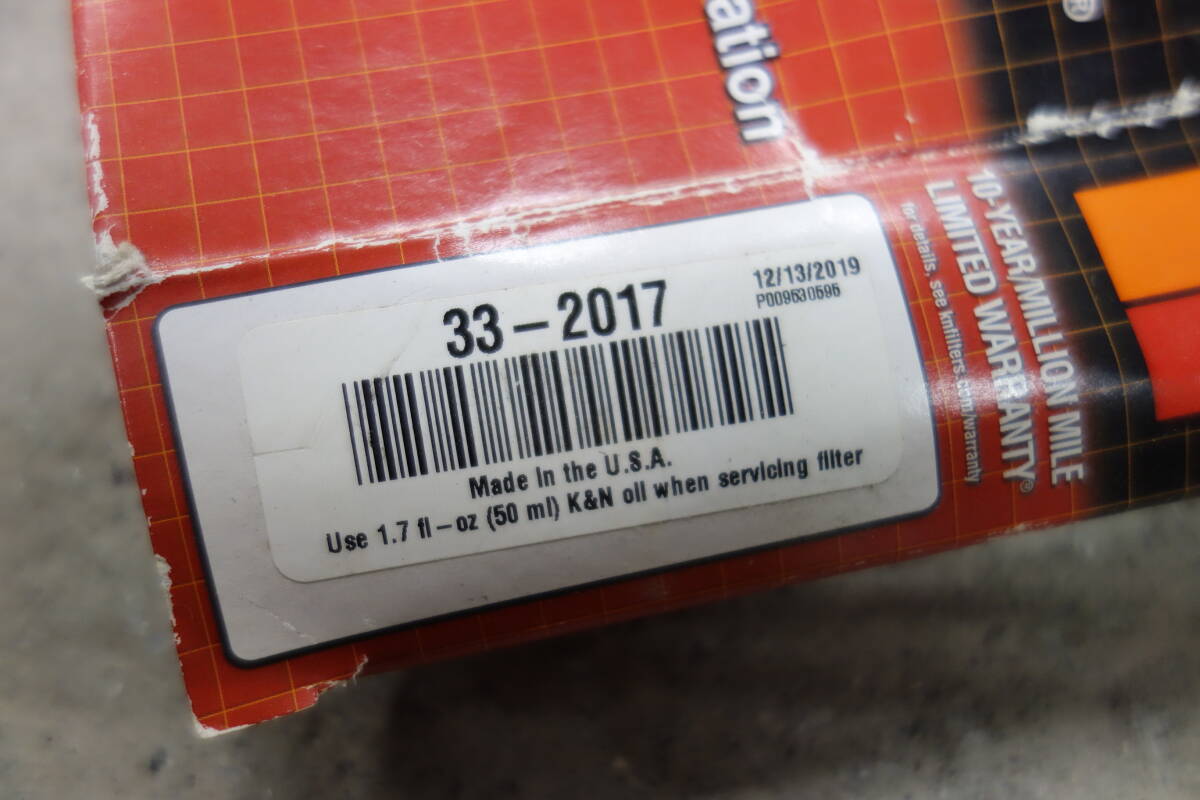 ation
®
33-2017
12/13/2019
P009530595
Made in the U.S.A.
Use 1.7 fl-oz (50 ml) K&N oil when servicing filter
10-YEAR/MILLION MILE
LIMITED WARRANTY®
for details, see knfilters.com/warranty